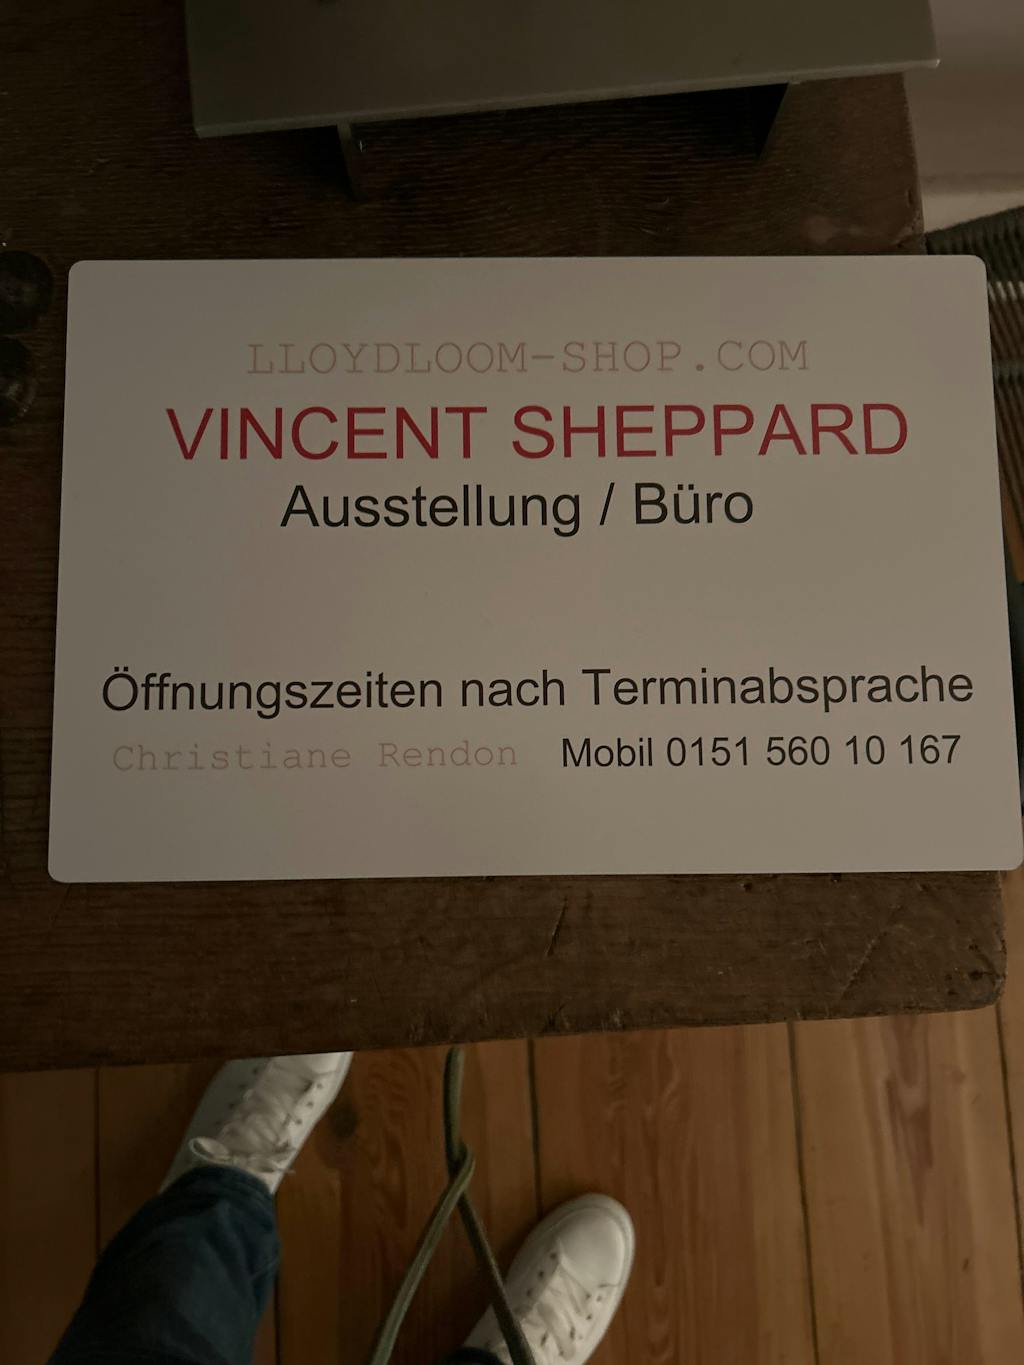 LLOYDLOOM-SHOP.COM
VINCENT SHEPPARD
Ausstellung / Büro
Öffnungszeiten nach Terminabsprache
Christiane Rendon Mobil 0151 560 10 167